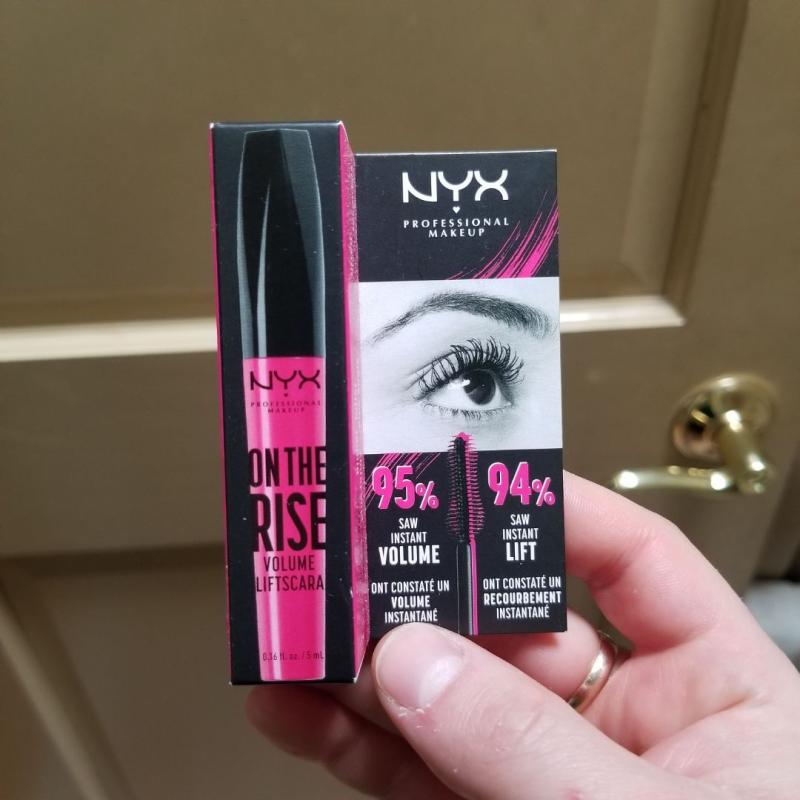 NYX
PROFESSIONAL
MAKEUP
ON THE
RISE
VOLUME
LIFTSCARA
0.16 fl. oz. / 5 mL
NYX
PROFESSIONAL
MAKEUP
95%
SAW
INSTANT
VOLUME
ONT CONSTATÉ UN
VOLUME
INSTANTANÉ
94%
SAW
INSTANT
LIFT
ONT CONSTATÉ UN
RECOURBEMENT
INSTANTANÉ